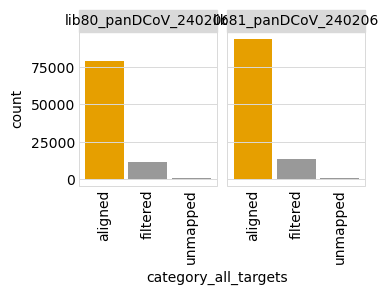 lib80_panDCoV_240206
lib81_panDCoV_240206
count
75000
50000
25000
0
aligned
filtered
unmapped
aligned
filtered
unmapped
category_all_targets